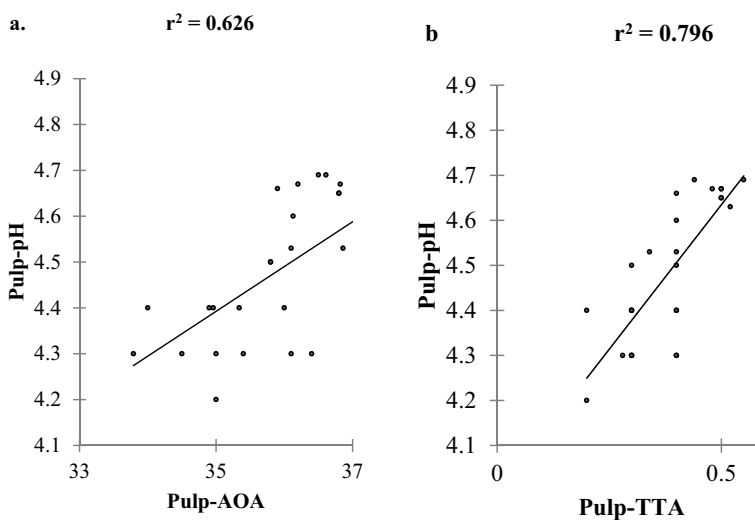 a.
r² = 0.626
4.9
4.8
4.7
4.6
4.5
4.4
4.3
4.2
4.1
Pulp-pH
33
35
37
Pulp-AOA
b
r² = 0.796
4.9
4.8
4.7
4.6
4.5
4.4
4.3
4.2
4.1
Pulp-pH
0
0.5
Pulp-TTA